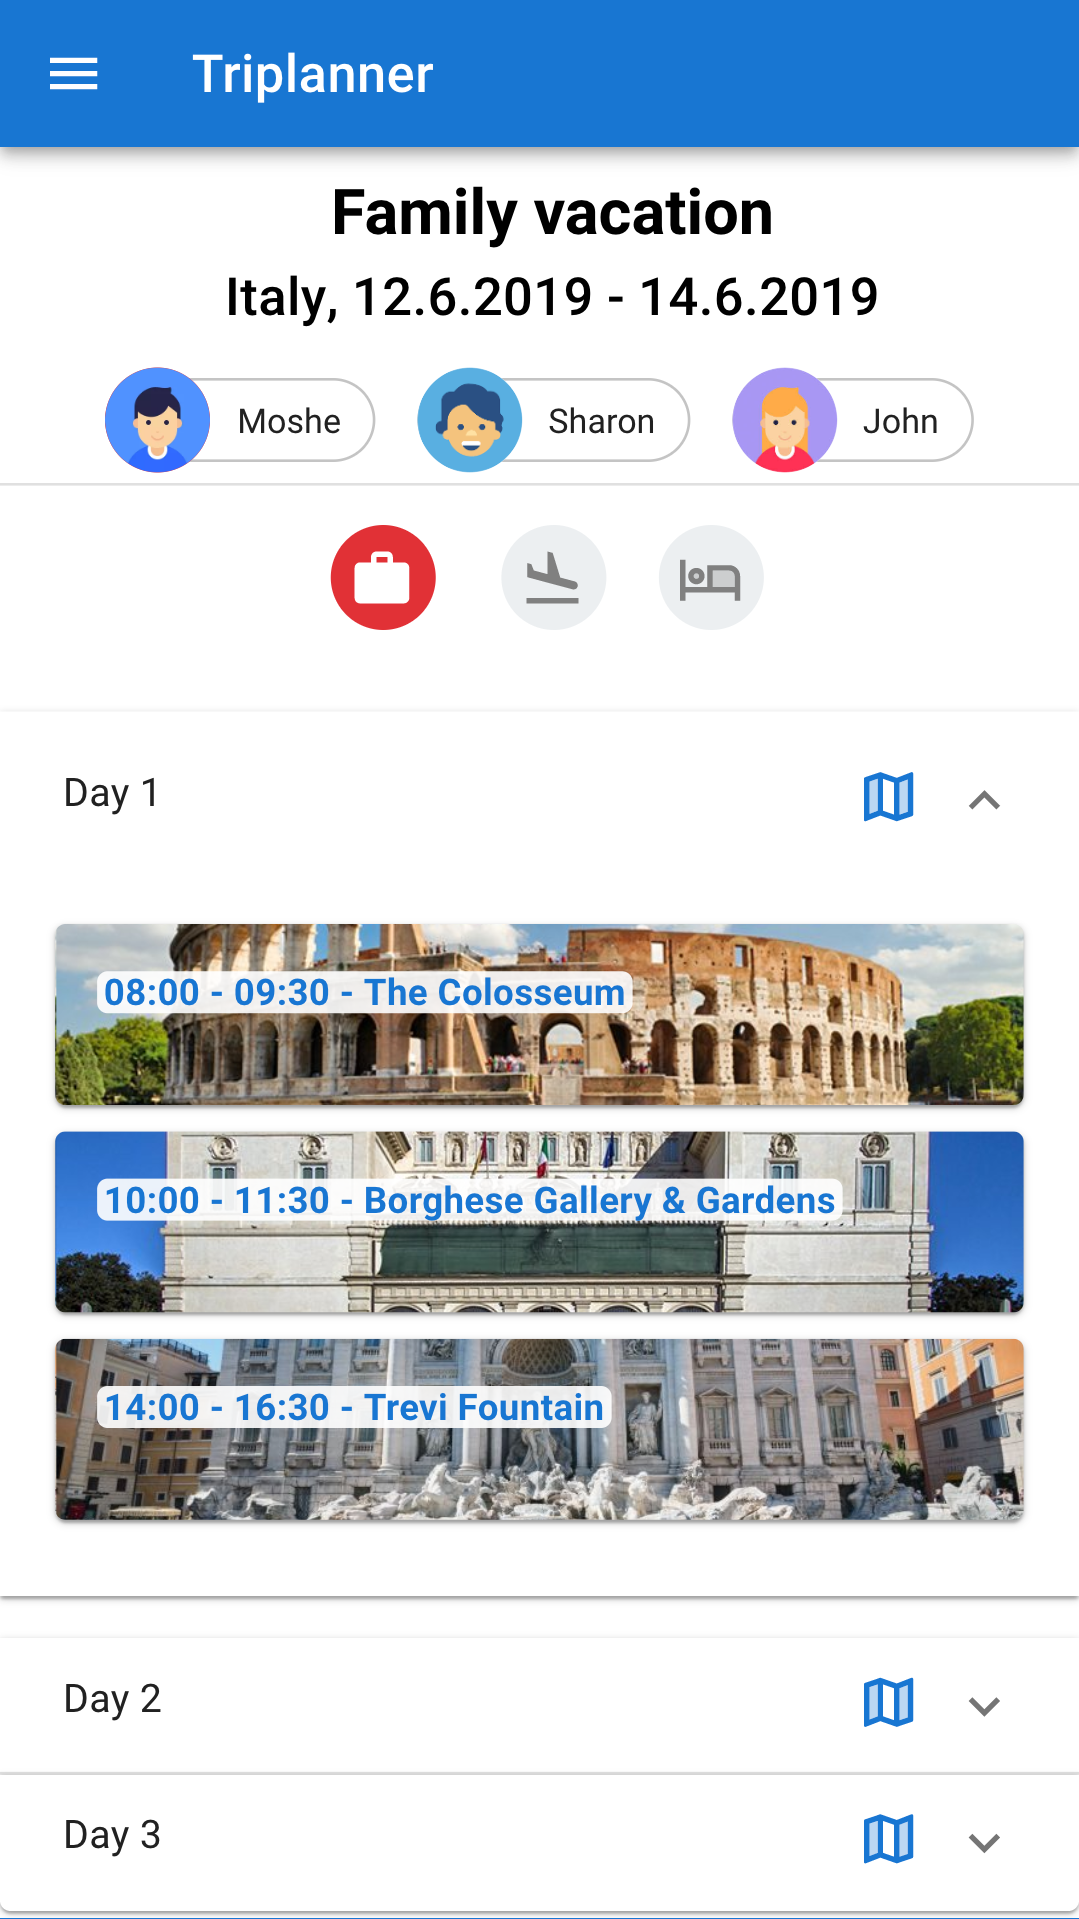 Triplanner
Family vacation
Italy, 12.6.2019 - 14.6.2019
Moshe
Sharon
John
Day 1
08:00 - 09:30 - The Colosseum
10:00 - 11:30 - Borghese Gallery & Gardens
14:00 - 16:30 - Trevi Fountain
Day 2
Day 3